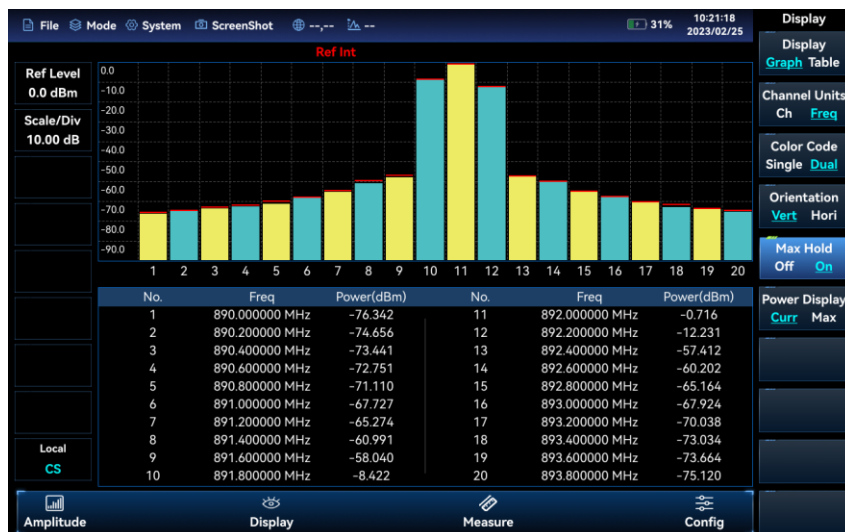 File Mode System ScreenShot --,-- -- 31% 10:21:18 2023/02/25
Ref Int
Ref Level
0.0 dBm
Scale/Div
10.00 dB
0.0
-10.0
-20.0
-30.0
-40.0
-50.0
-60.0
-70.0
-80.0
-90.0
1 2 3 4 5 6 7 8 9 10 11 12 13 14 15 16 17 18 19 20
No. Freq Power(dBm) No. Freq Power(dBm)
1 890.000000 MHz -76.342 11 892.000000 MHz -0.716
2 890.200000 MHz -74.656 12 892.200000 MHz -12.231
3 890.400000 MHz -73.441 13 892.400000 MHz -57.412
4 890.600000 MHz -72.751 14 892.600000 MHz -60.202
5 890.800000 MHz -71.110 15 892.800000 MHz -65.164
6 891.000000 MHz -67.727 16 893.000000 MHz -67.924
7 891.200000 MHz -65.274 17 893.200000 MHz -70.038
8 891.400000 MHz -60.991 18 893.400000 MHz -73.034
9 891.600000 MHz -58.040 19 893.600000 MHz -73.664
10 891.800000 MHz -8.422 20 893.800000 MHz -75.120
Local
CS
Display
Display
Graph Table
Channel Units
Ch Freq
Color Code
Single Dual
Orientation
Vert Hori
Max Hold
Off On
Power Display
Curr Max
Amplitude Display Measure Config